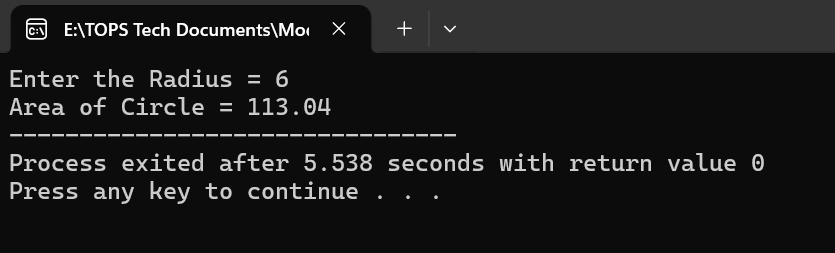 E:\TOPS Tech Documents\Mo
Enter the Radius = 6
Area of Circle = 113.04
--------------------------------
Process exited after 5.538 seconds with return value 0
Press any key to continue . . .